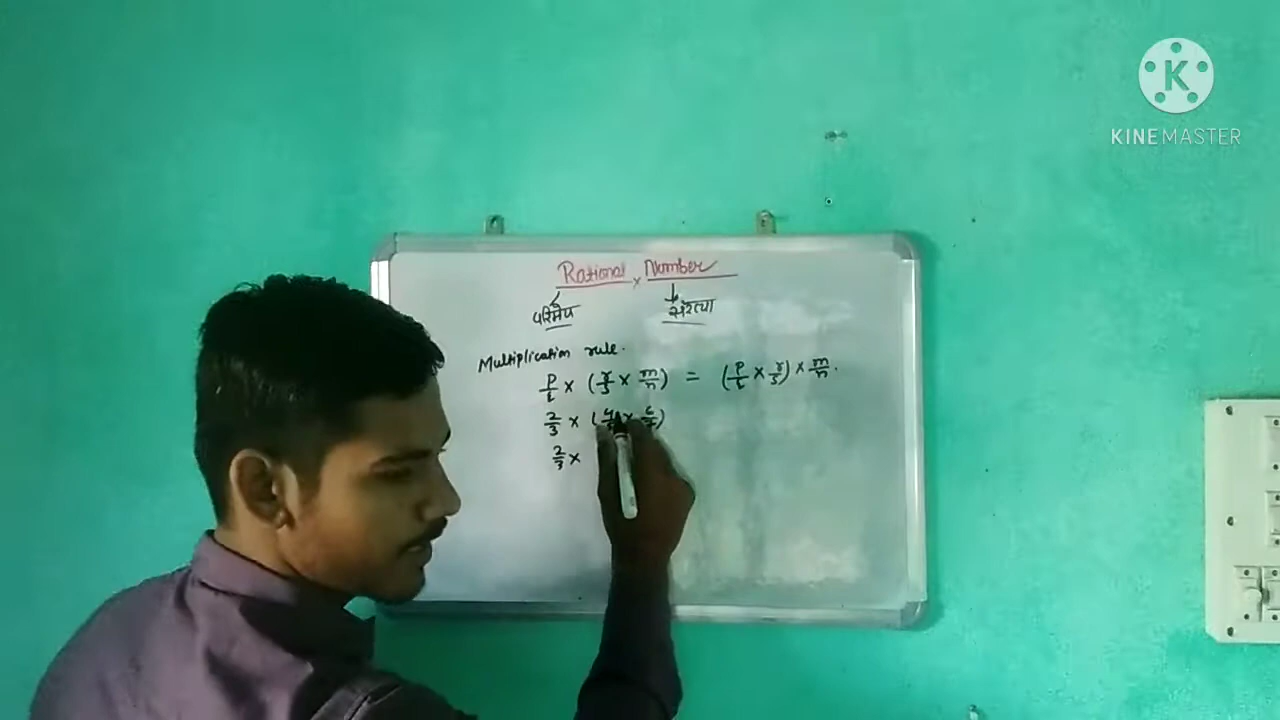 KINEMASTER
Rational × Number
परिमेय संख्या
Multiplication rule.
p/t × (r/s × m/n) = (p/t × r/s) × m/n.
2/3 × (
2/3 ×